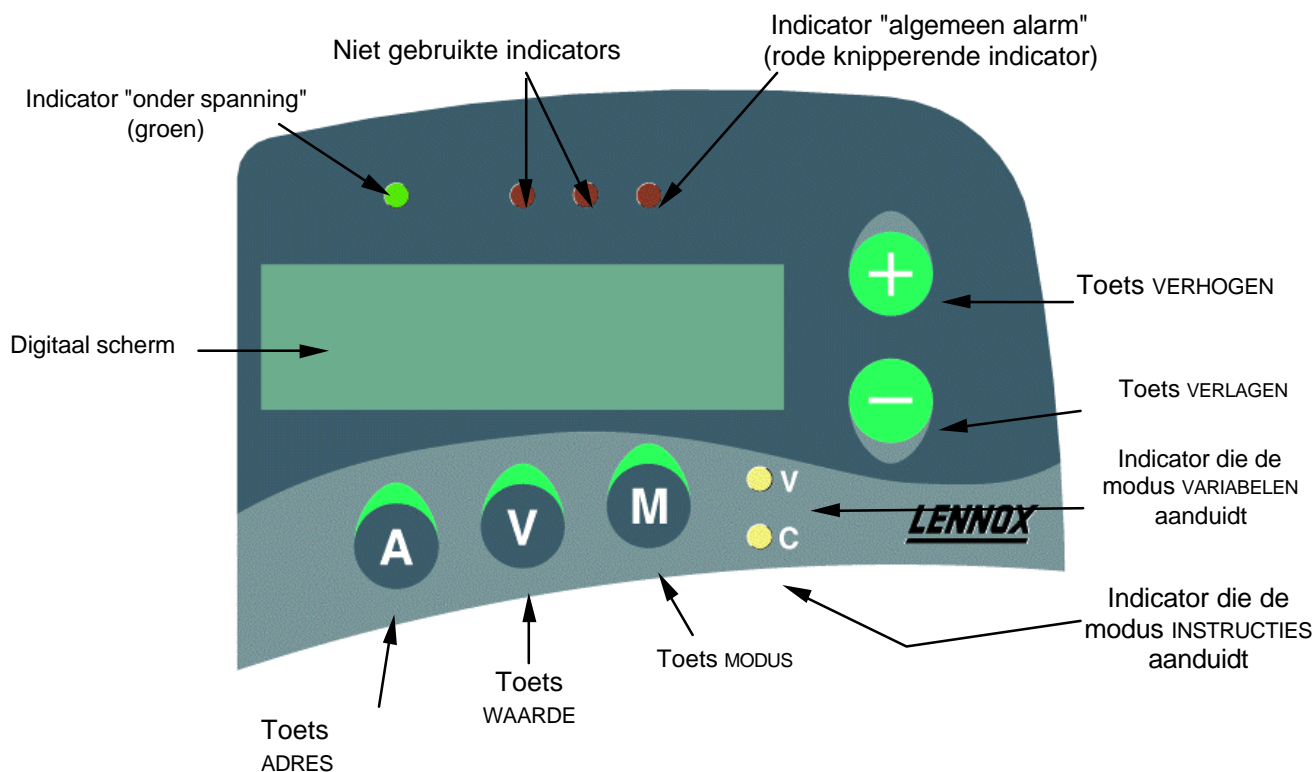 Indicator "algemeen alarm"
(rode knipperende indicator)
Niet gebruikte indicators
Indicator "onder spanning"
(groen)
Toets VERHOGEN
Digitaal scherm
Toets VERLAGEN
Indicator die de
modus VARIABELEN
aanduidt
V
C
A
V
M
LENNOX
Indicator die de
modus INSTRUCTIES
aanduidt
Toets MODUS
Toets
WAARDE
Toets
ADRES